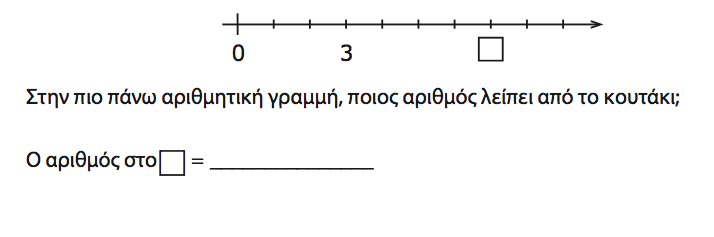 0 3 □
Στην πιο πάνω αριθμητική γραμμή, ποιος αριθμός λείπει από το κουτάκι;
Ο αριθμός στο □ = _______________